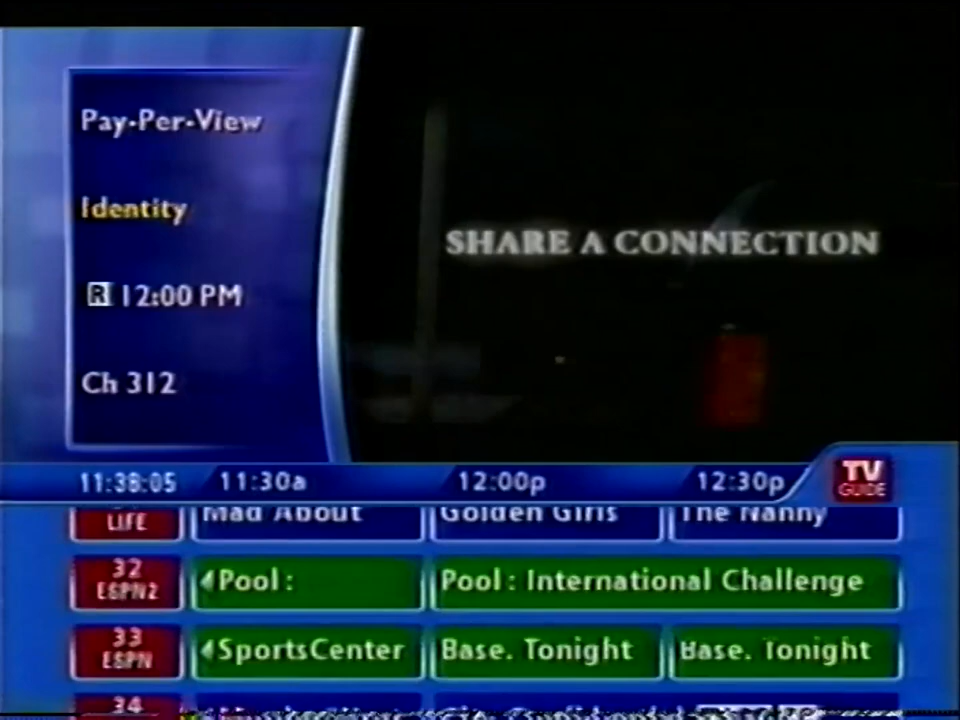 Pay-Per-View
Identity
R 12:00 PM
Ch 312
SHARE A CONNECTION
11:38:05 11:30a 12:00p 12:30p TV GUIDE
LIFE Mad About Golden Girls The Nanny
32 ESPN2 Pool: Pool: International Challenge
33 ESPN SportsCenter Base. Tonight Base. Tonight
34